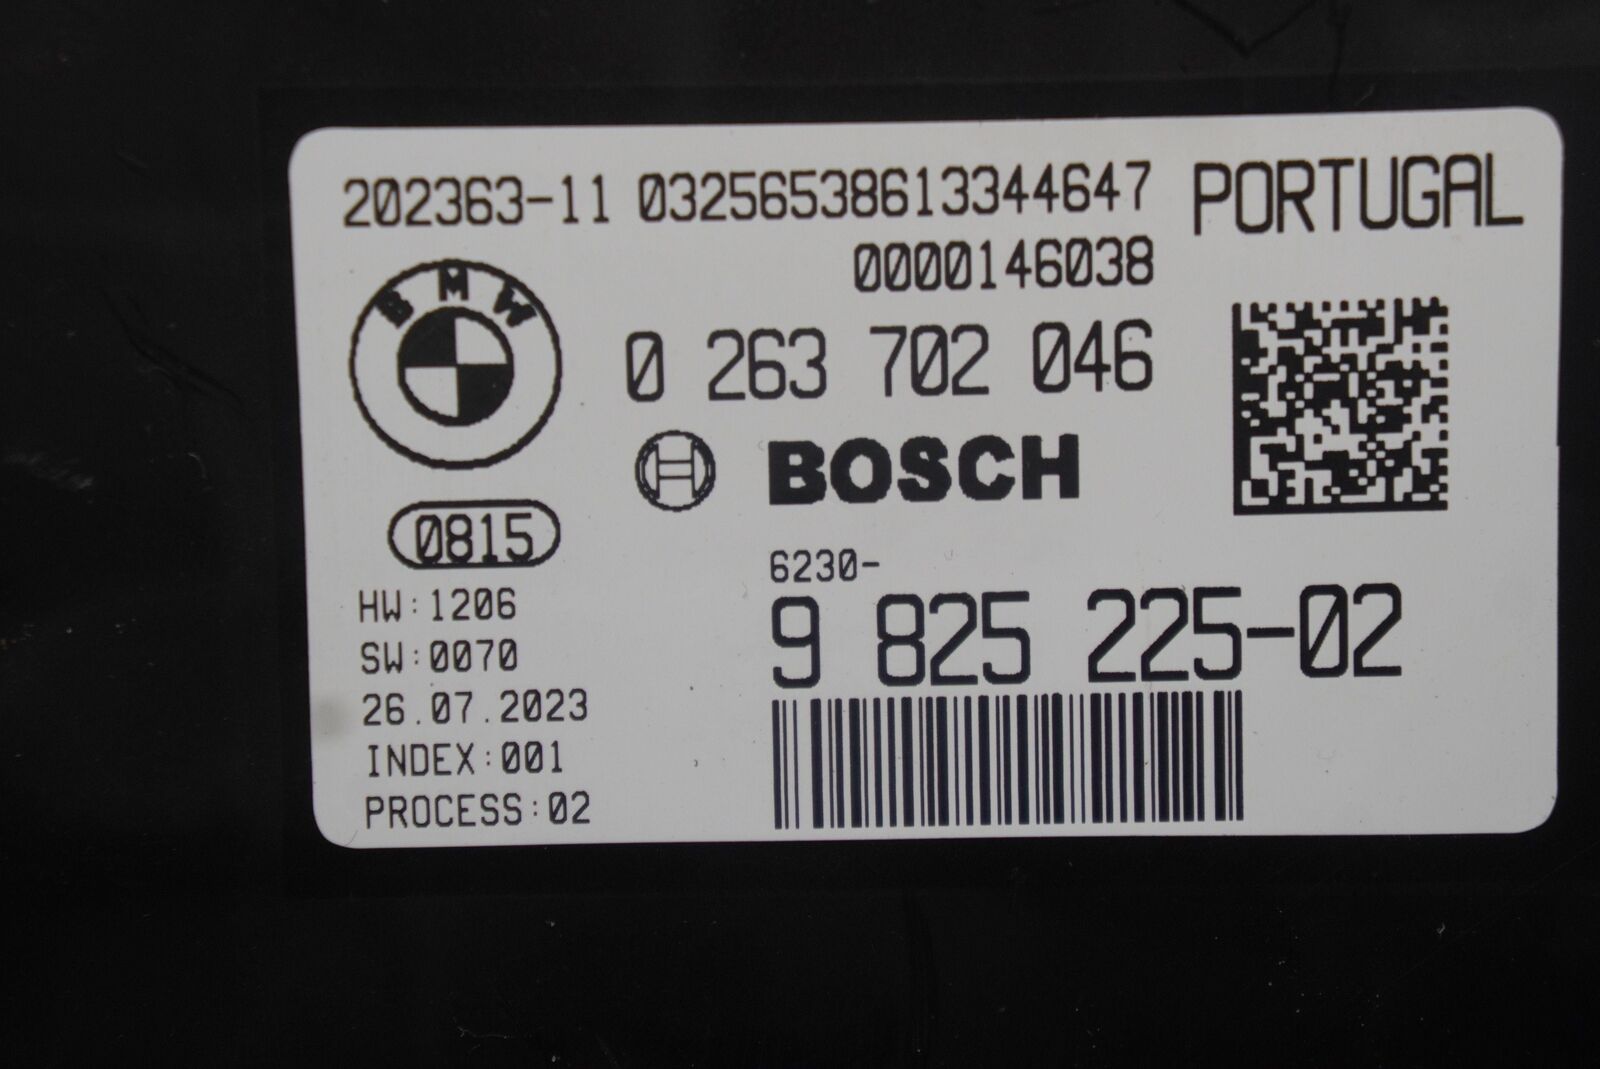 202363-11 03256538613344647 PORTUGAL
0000146038
BMW
0 263 702 046
BOSCH
0815
6230-
9 825 225-02
HW:1206
SW:0070
26.07.2023
INDEX:001
PROCESS:02